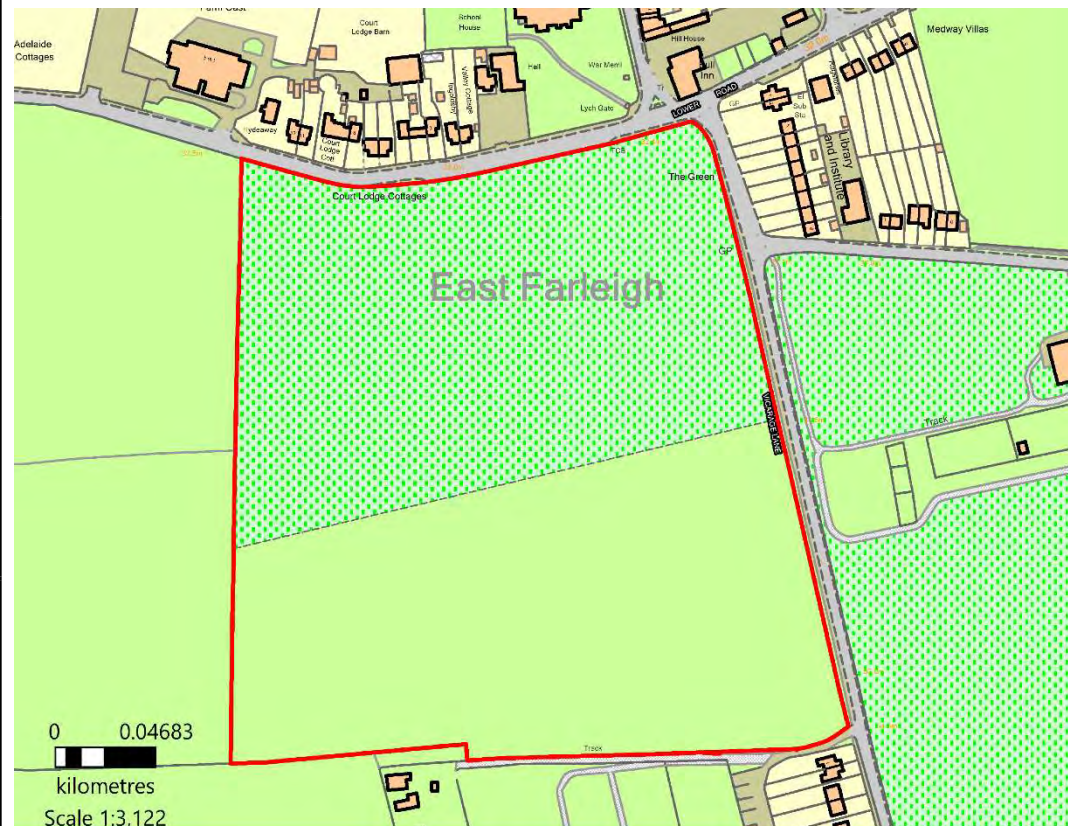 Adelaide
Cottages
Court
Lodge Barn
School
House
Hall
War Meml
Lych Gate
Hill House
Medway Villas
LOWER ROAD
GP
El
Sub
Sta
Library
and Institute
Valley Cottage
Court
Lodge
Cott
TCB
The Green
Court Lodge Cottages
GP
East Farleigh
VICARAGE LANE
Track
Track
0 0.04683
kilometres
Scale 1:3,122